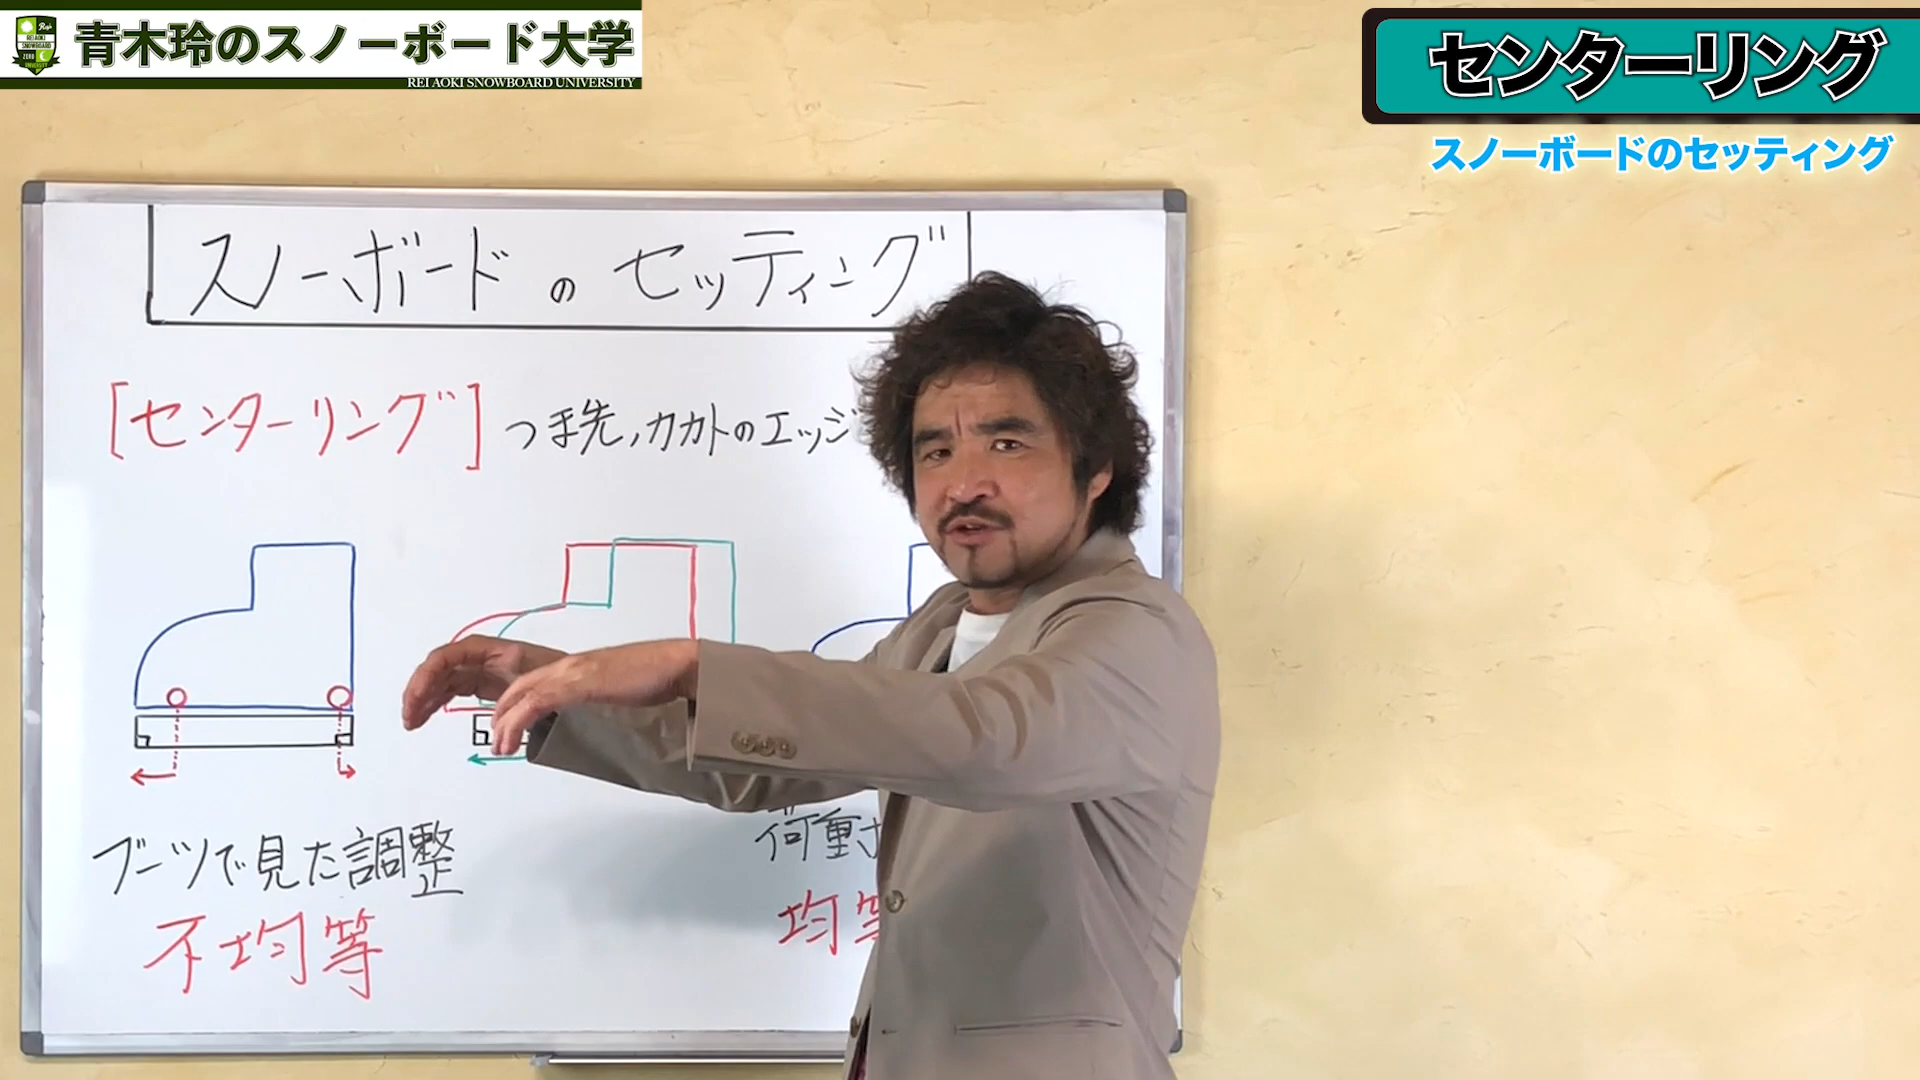 青木玲のスノーボード大学
REI AOKI SNOWBOARD UNIVERSITY
センターリング
スノーボードのセッティング
スノーボードのセッティング
[センターリング] つま先、カカトのエッジ
ブーツで見た調整
不均等
荷重
均等